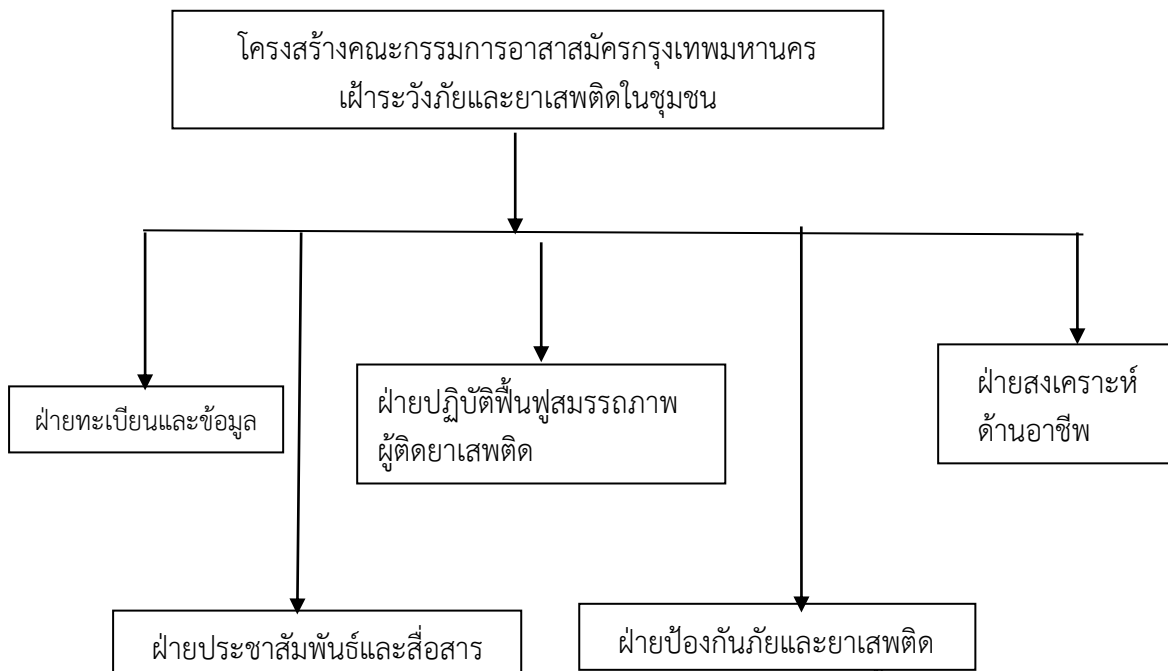 โครงสร้างคณะกรรมการอาสาสมัครกรุงเทพมหานคร
เฝ้าระวังภัยและยาเสพติดในชุมชน
ฝ่ายทะเบียนและข้อมูล
ฝ่ายปฏิบัติฟื้นฟูสมรรถภาพ
ผู้ติดยาเสพติด
ฝ่ายสงเคราะห์
ด้านอาชีพ
ฝ่ายประชาสัมพันธ์และสื่อสาร
ฝ่ายป้องกันภัยและยาเสพติด